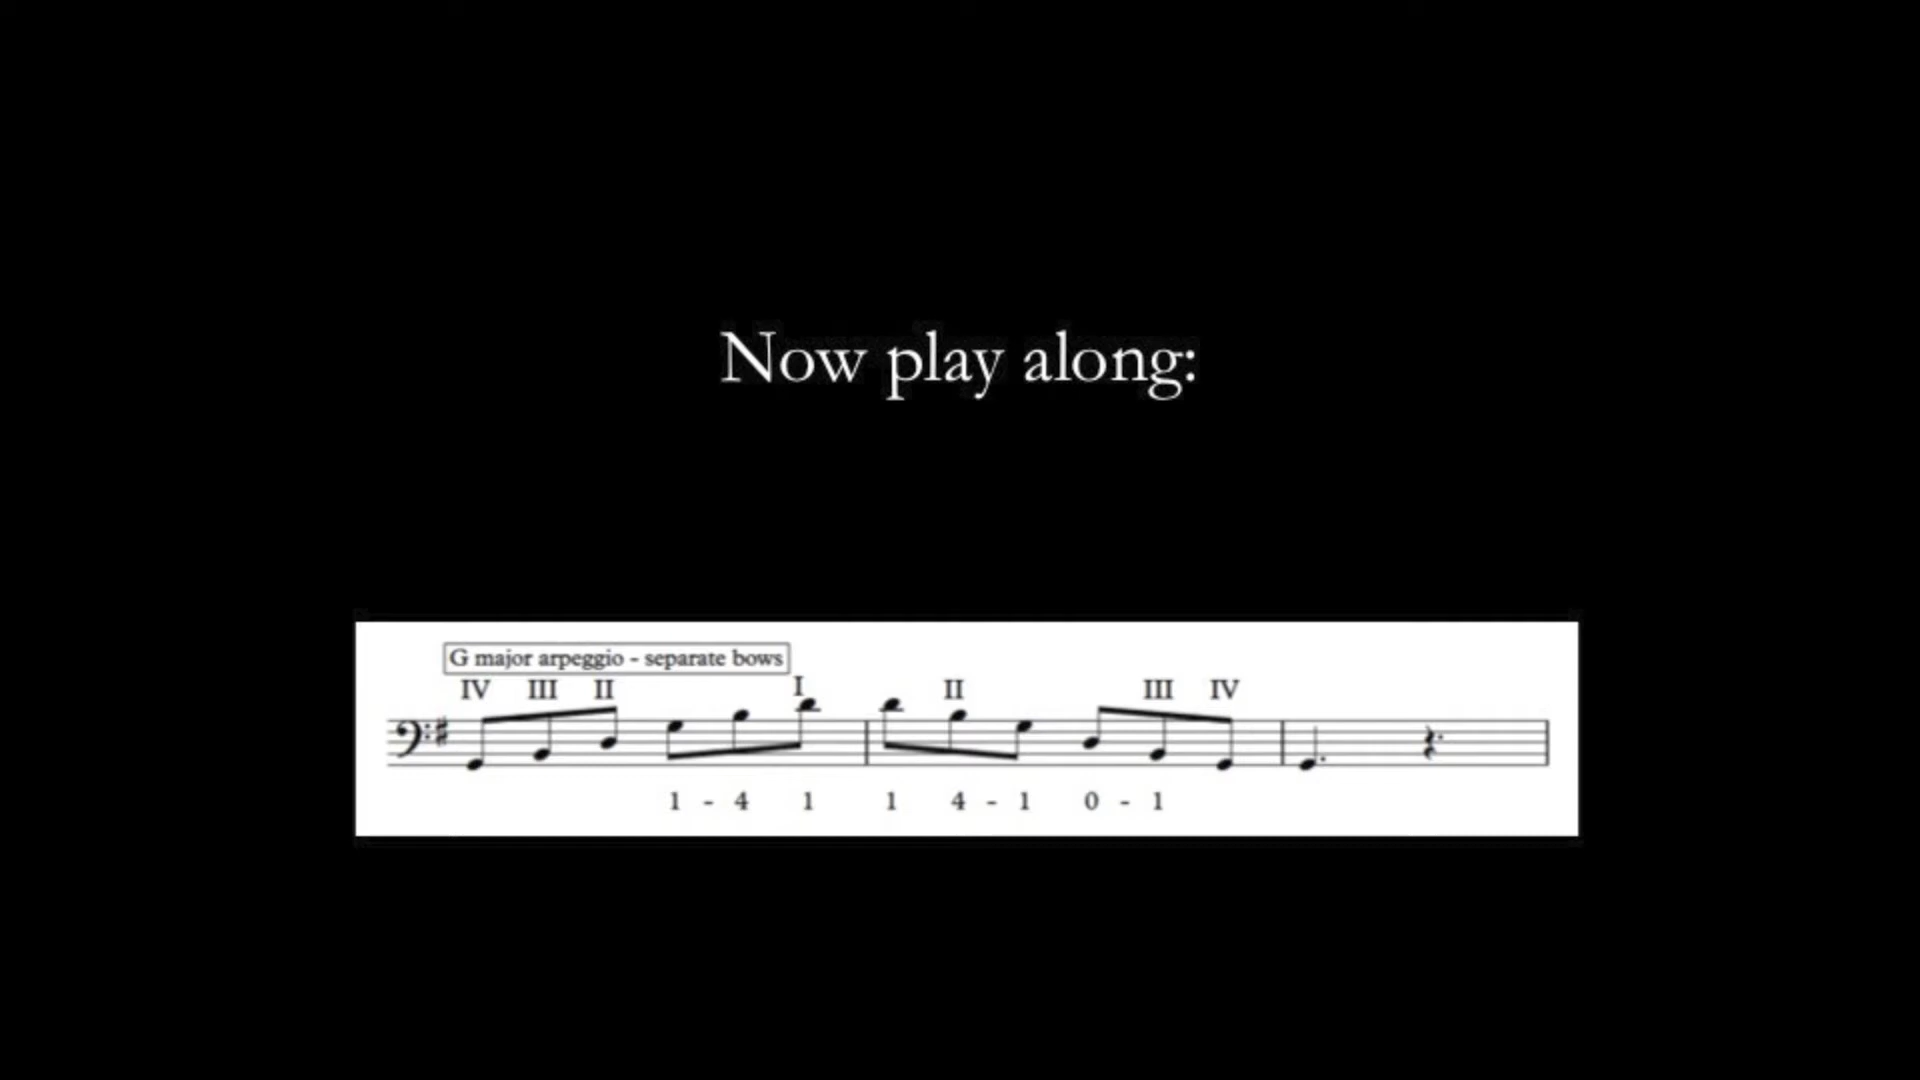 Now play along:
G major arpeggio - separate bows
IV III II I II III IV
1 - 4 1 1 4 - 1 0 - 1